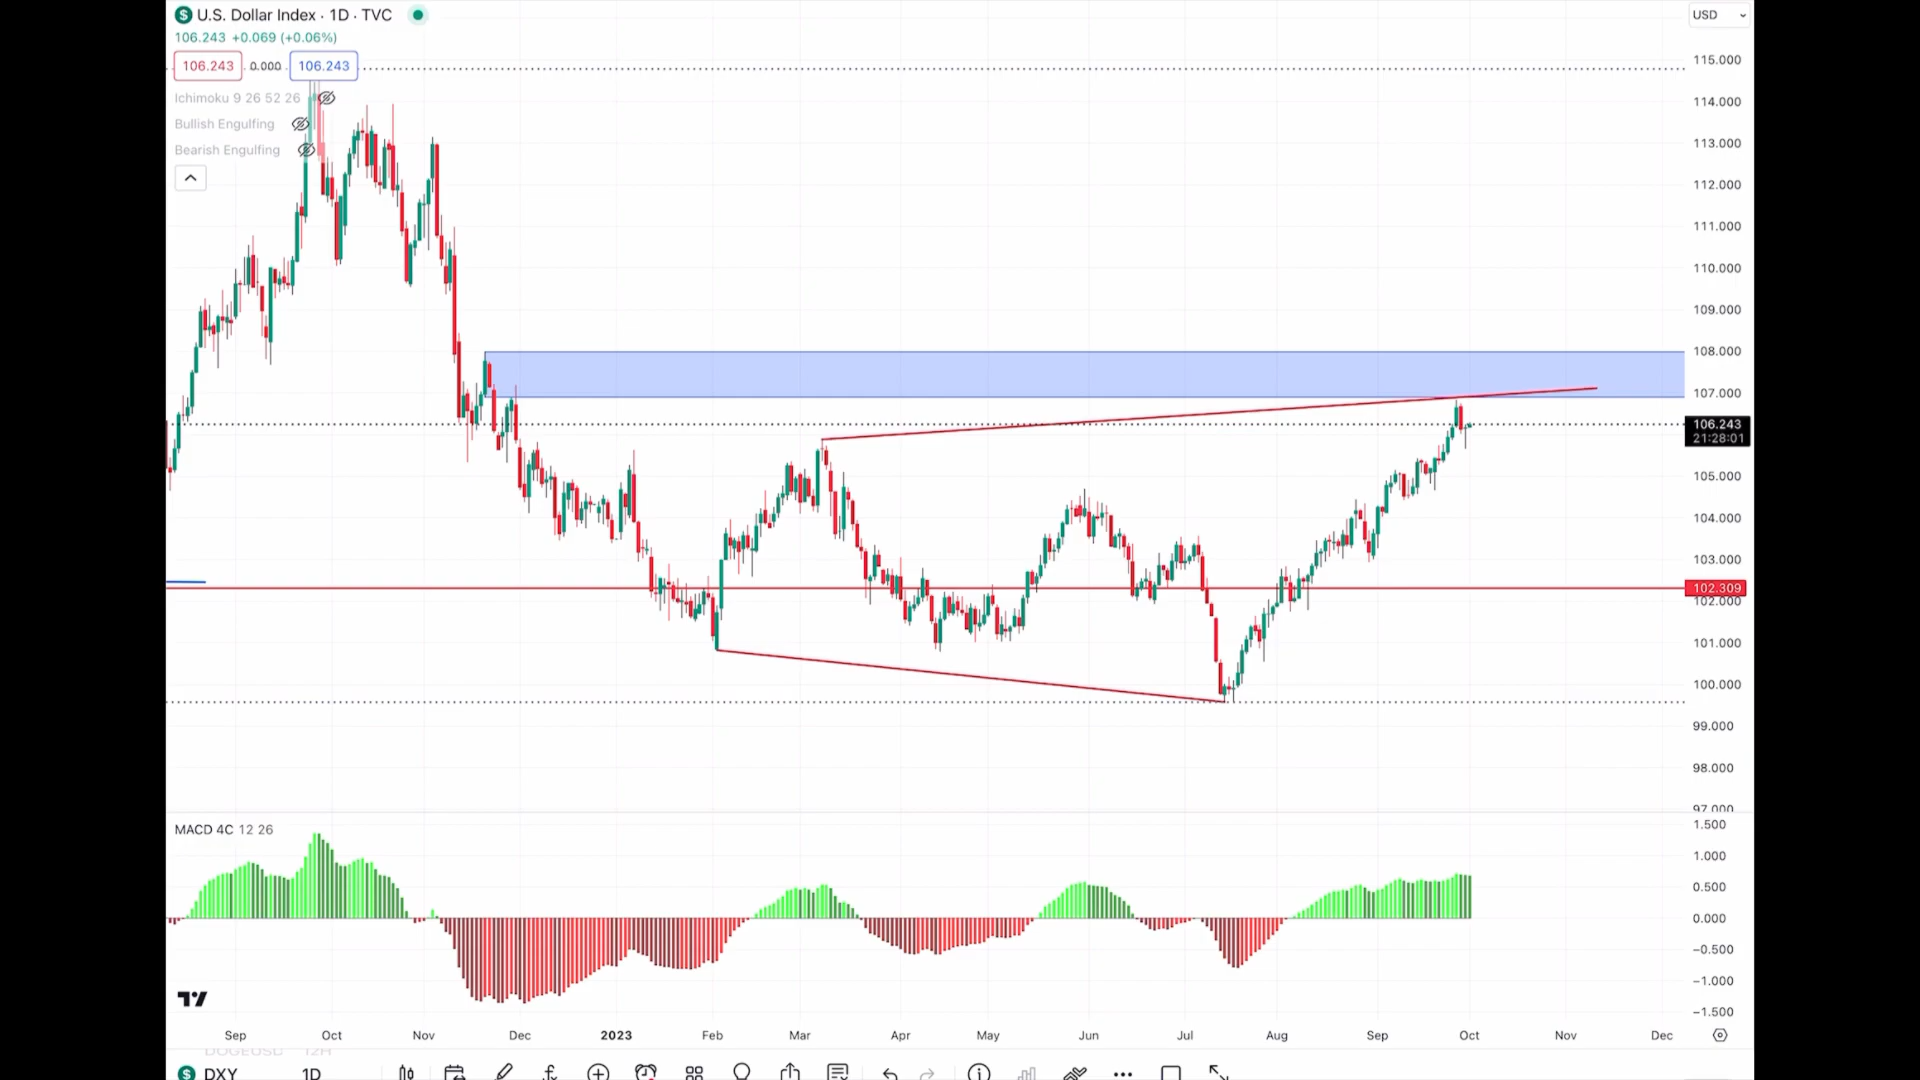 U.S. Dollar Index · 1D · TVC
USD
106.243 +0.069 (+0.06%)
106.243 0.000 106.243
Ichimoku 9 26 52 26
Bullish Engulfing
Bearish Engulfing
115.000
114.000
113.000
112.000
111.000
110.000
109.000
108.000
107.000
106.243
21:28:01
105.000
104.000
103.000
102.309
102.000
101.000
100.000
99.000
98.000
97.000
MACD 4C 12 26
1.500
1.000
0.500
0.000
−0.500
−1.000
−1.500
Sep Oct Nov Dec 2023 Feb Mar Apr May Jun Jul Aug Sep Oct Nov Dec
DOGEUSD 12H
DXY 1D